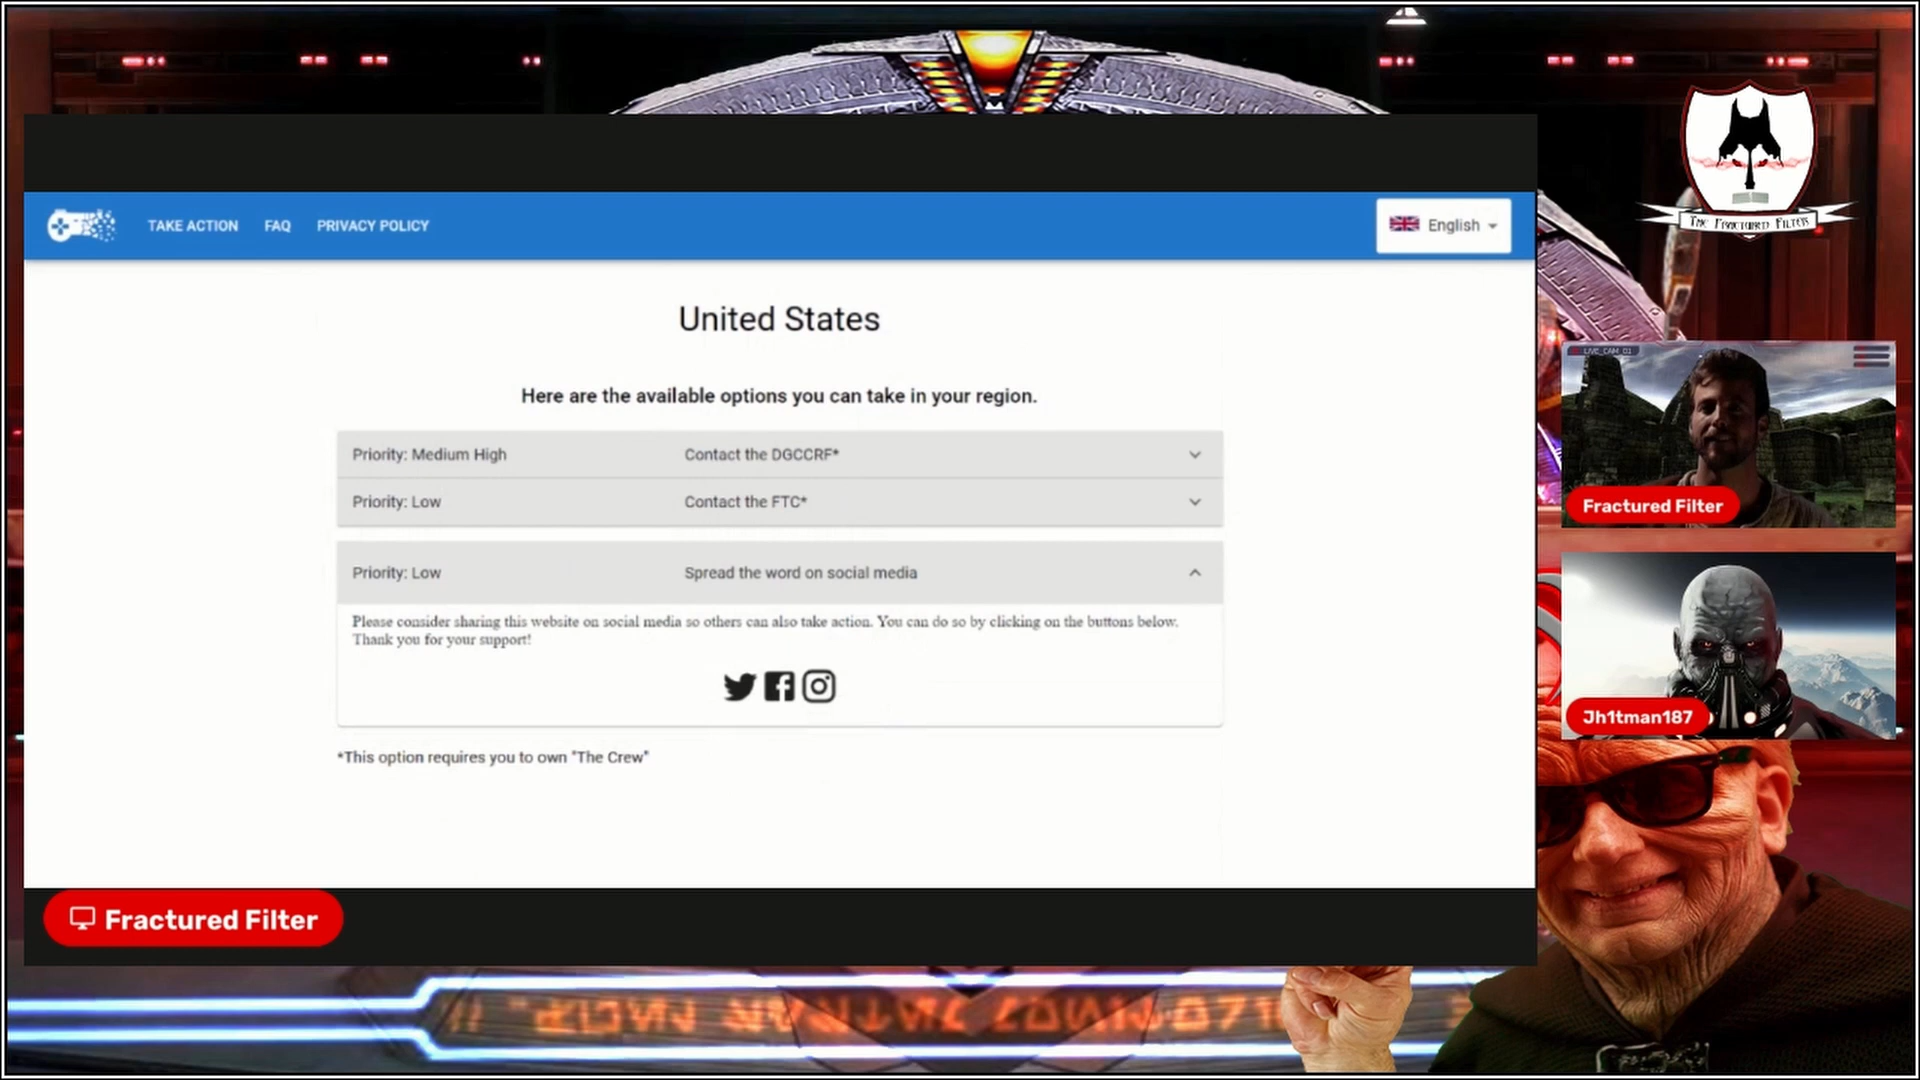 TAKE ACTION FAQ PRIVACY POLICY
English
United States
Here are the available options you can take in your region.
Priority: Medium High Contact the DGCCRF*
Priority: Low Contact the FTC*
Priority: Low Spread the word on social media
Please consider sharing this website on social media so others can also take action. You can do so by clicking on the buttons below.
Thank you for your support!
*This option requires you to own "The Crew"
Fractured Filter
THE FRACTURED FILTER
LIVE_CAM_01
Fractured Filter
Jh1tman187